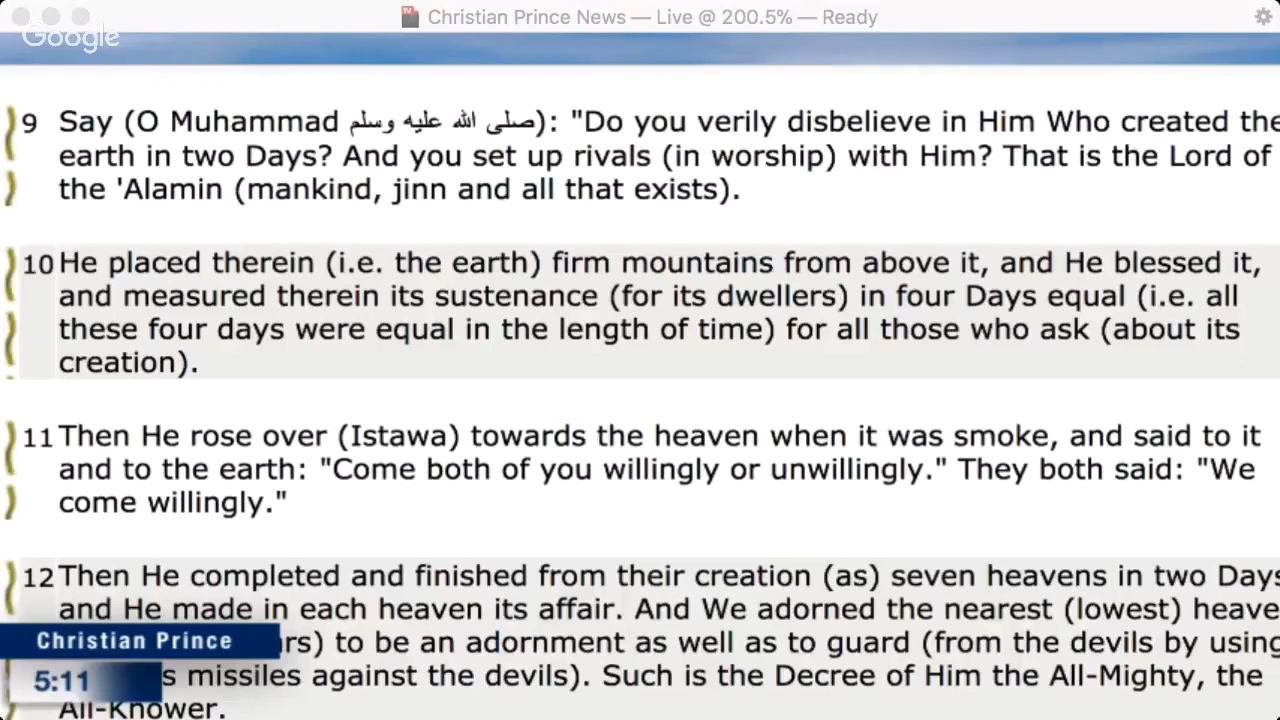 Christian Prince News — Live @ 200.5% — Ready
Google
9 Say (O Muhammad صلى الله عليه وسلم): "Do you verily disbelieve in Him Who created the
earth in two Days? And you set up rivals (in worship) with Him? That is the Lord of
the 'Alamin (mankind, jinn and all that exists).
10 He placed therein (i.e. the earth) firm mountains from above it, and He blessed it,
and measured therein its sustenance (for its dwellers) in four Days equal (i.e. all
these four days were equal in the length of time) for all those who ask (about its
creation).
11 Then He rose over (Istawa) towards the heaven when it was smoke, and said to it
and to the earth: "Come both of you willingly or unwillingly." They both said: "We
come willingly."
12 Then He completed and finished from their creation (as) seven heavens in two Days
and He made in each heaven its affair. And We adorned the nearest (lowest) heave
rs) to be an adornment as well as to guard (from the devils by using
s missiles against the devils). Such is the Decree of Him the All-Mighty, the
All-Knower.
Christian Prince
5:11